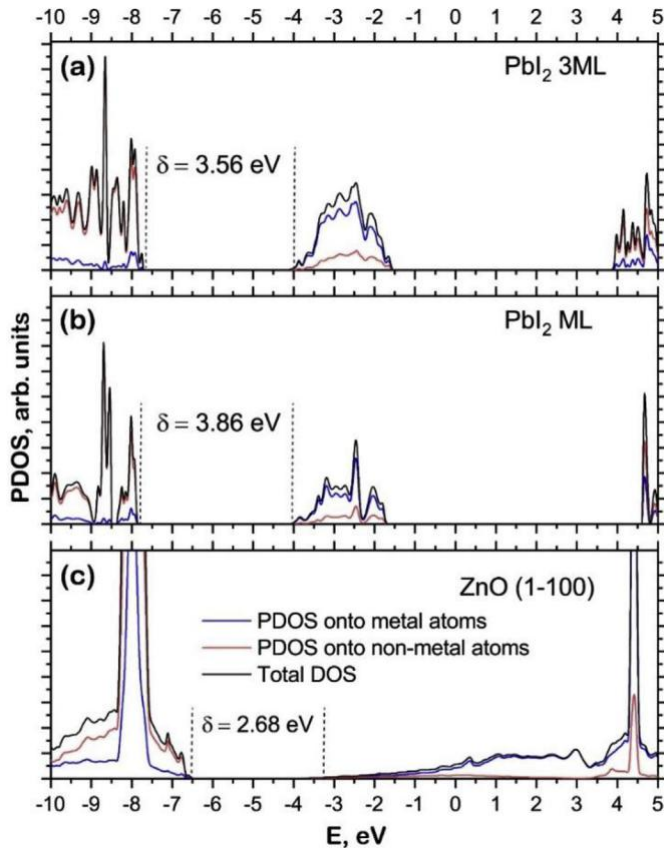 -10 -9 -8 -7 -6 -5 -4 -3 -2 -1 0 1 2 3 4 5
(a)
PbI₂ 3ML
δ = 3.56 eV
(b)
PbI₂ ML
δ = 3.86 eV
PDOS, arb. units
(c)
ZnO (1-100)
PDOS onto metal atoms
PDOS onto non-metal atoms
Total DOS
δ = 2.68 eV
-10 -9 -8 -7 -6 -5 -4 -3 -2 -1 0 1 2 3 4 5
E, eV